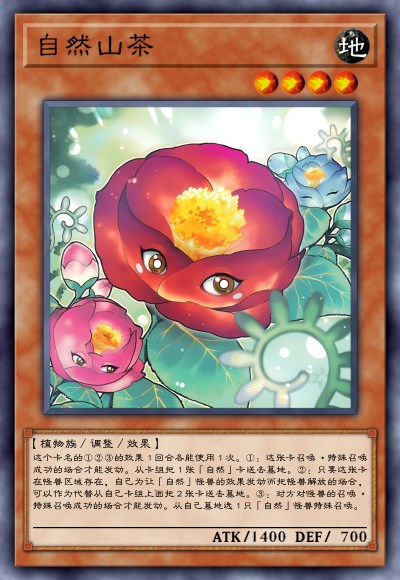 自然山茶
地
【植物族／调整／效果】
这个卡名的①②③的效果1回合各能使用1次。①：这张卡召唤·特殊召唤
成功的场合才能发动。从卡组把1张「自然」卡送去墓地。②：只要这张卡
在怪兽区域存在，自己为让「自然」怪兽的效果发动而把怪兽解放的场合，
可以作为代替从自己卡组上面把2张卡送去墓地。③：对方对怪兽的召唤·
特殊召唤成功的场合才能发动。从自己墓地选1只「自然」怪兽特殊召唤。
ATK/1400 DEF/ 700